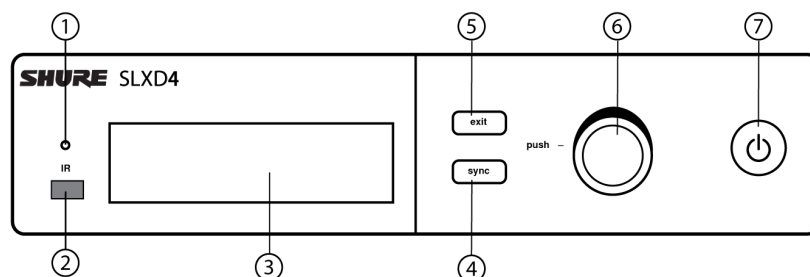 ① ⑤ ⑥ ⑦
SHURE SLXD4
exit
push
IR
sync
② ③ ④